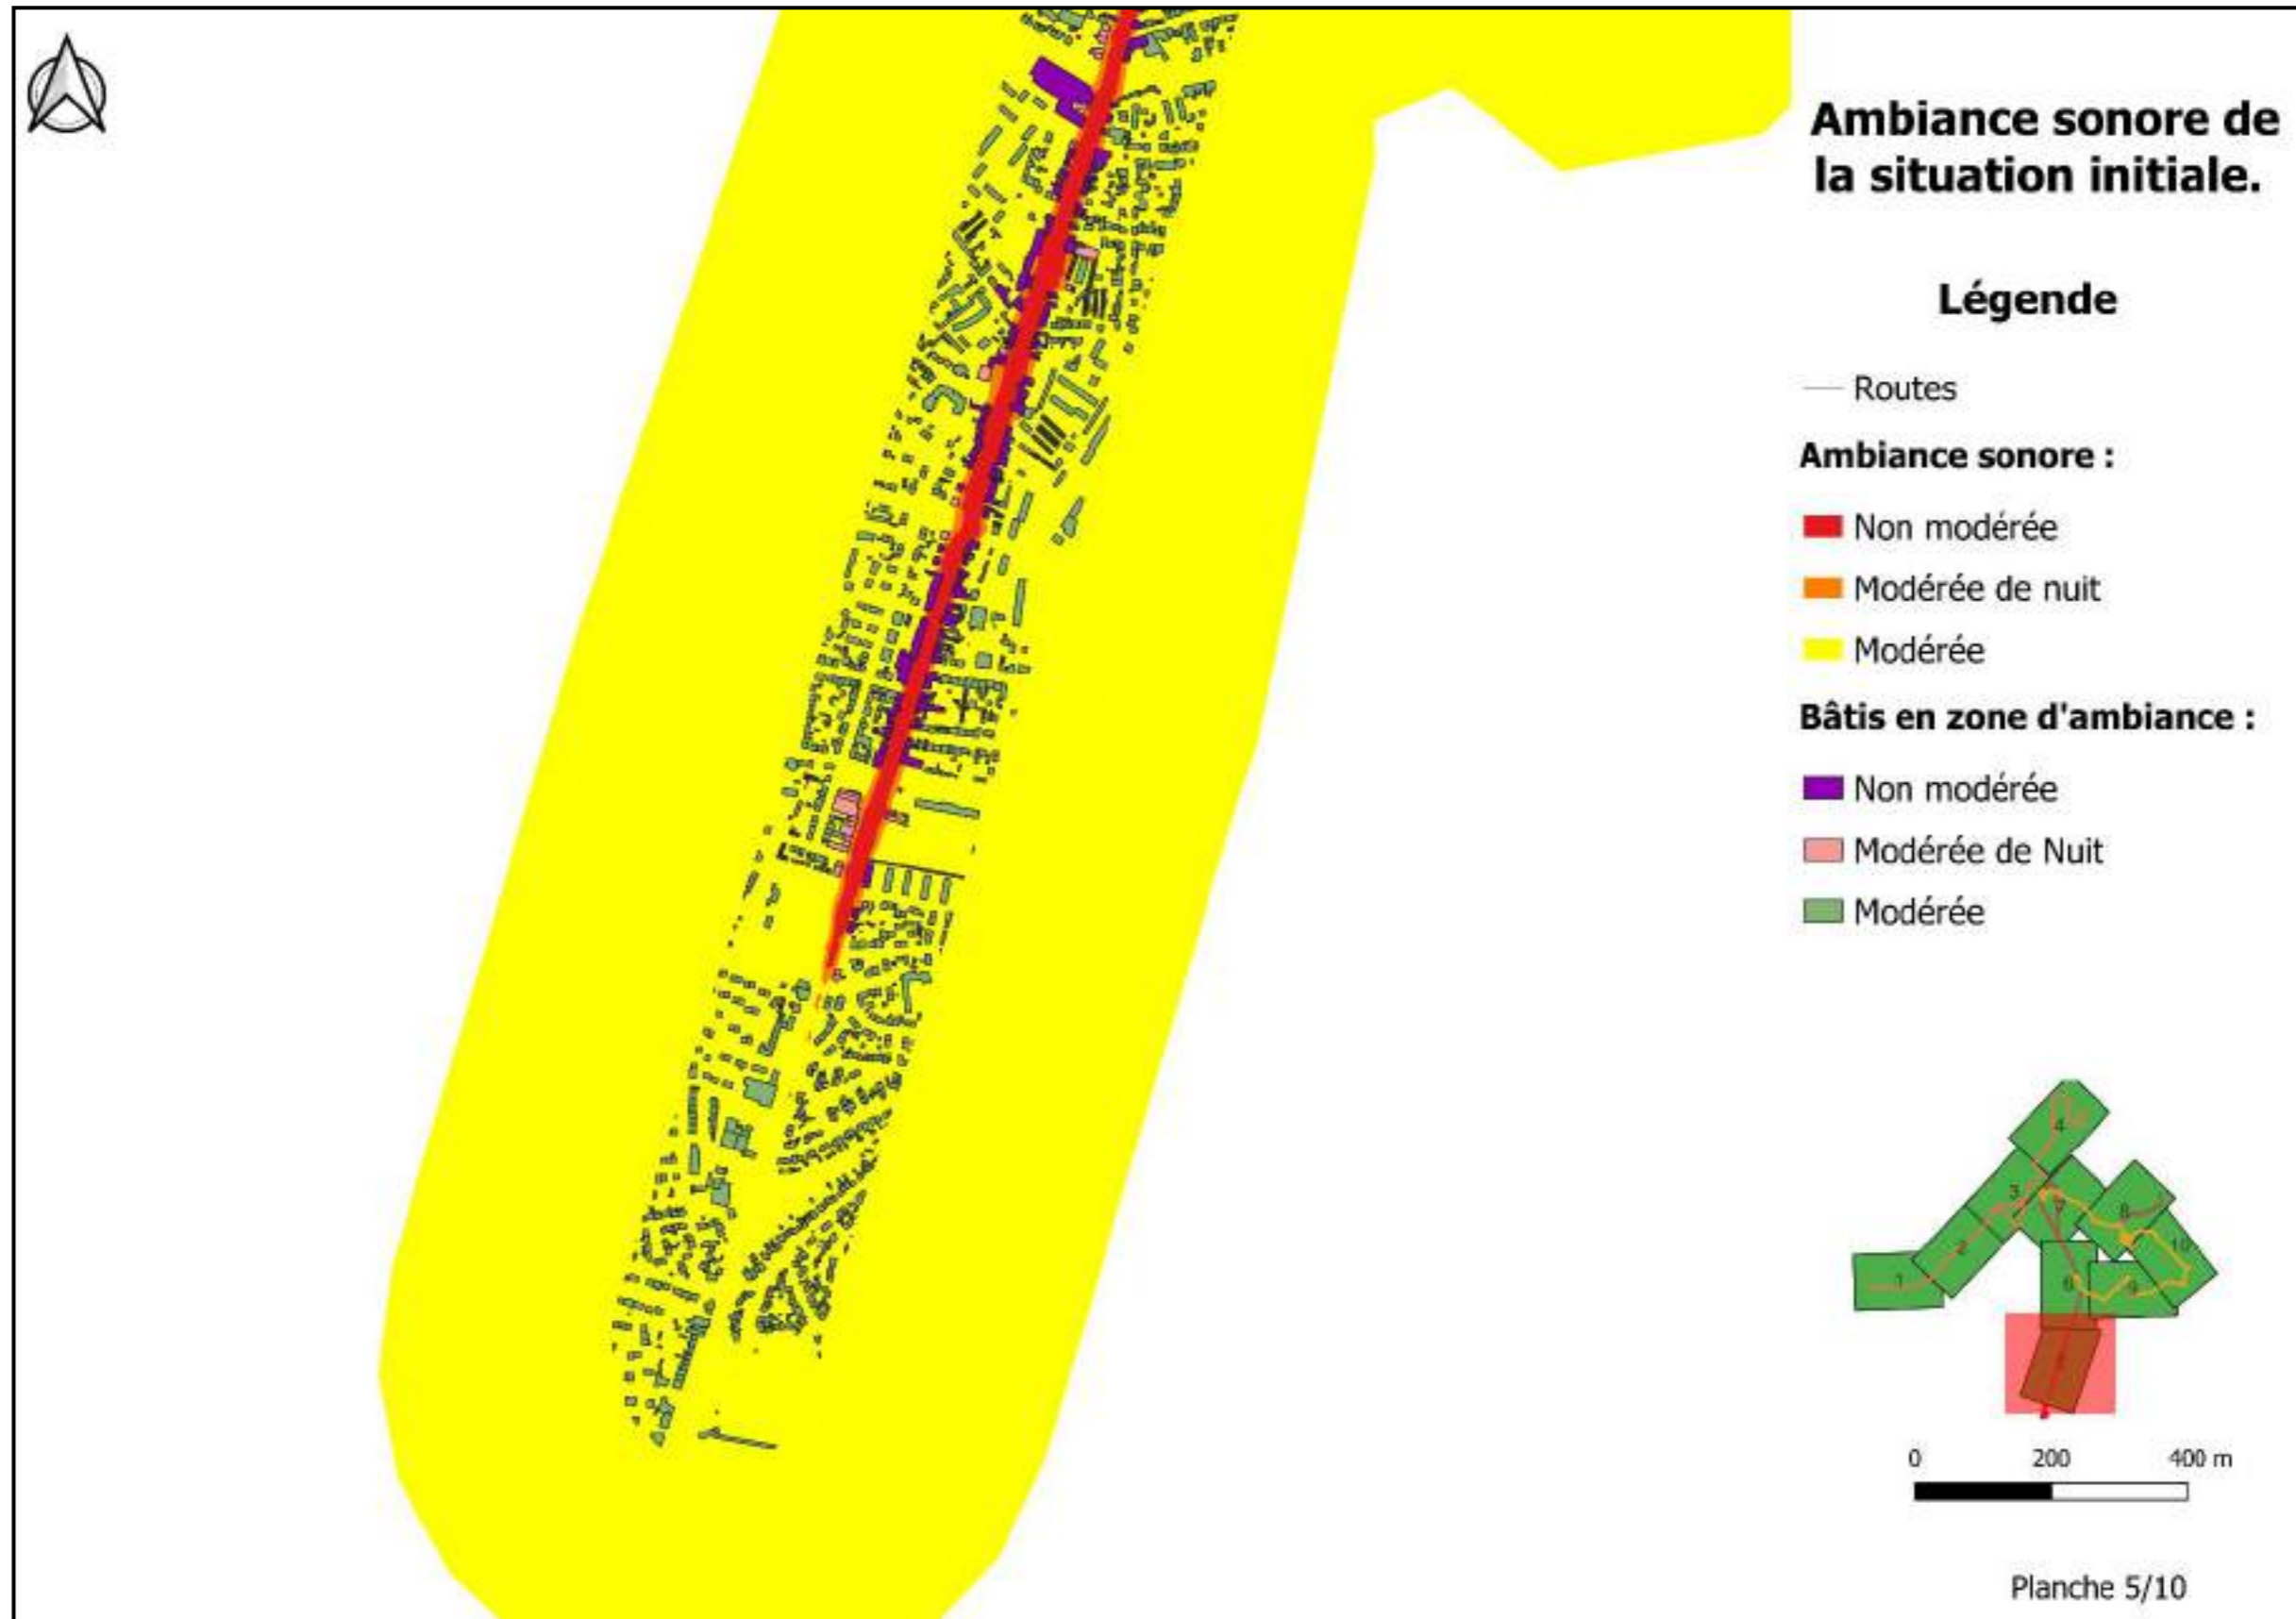 Ambiance sonore de
la situation initiale.
Légende
Routes
Ambiance sonore :
Non modérée
Modérée de nuit
Modérée
Bâtis en zone d'ambiance :
Non modérée
Modérée de Nuit
Modérée
4
3
7
8
2
10
1
6
9
0 200 400 m
Planche 5/10